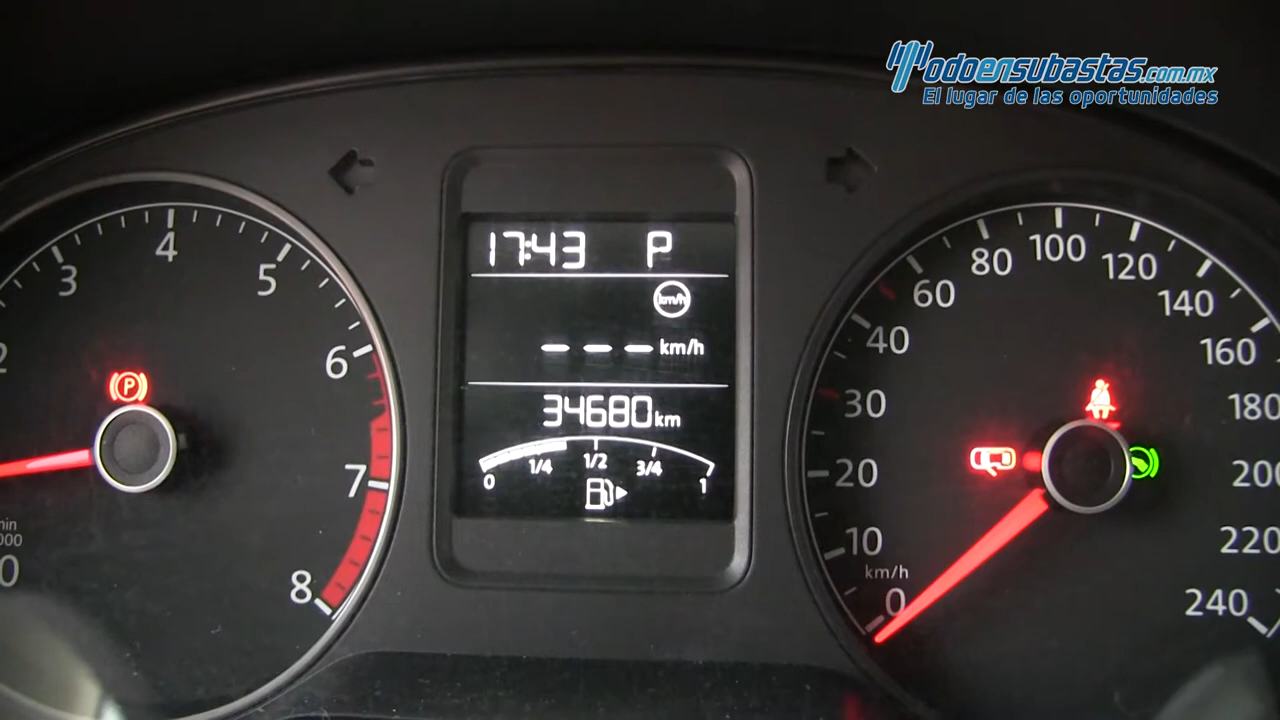 Todoensubastas.com.mx
El lugar de las oportunidades
17:43 P
km/h
--- km/h
34680 km
0 1/4 1/2 3/4 1
2 3 4 5 6 7 8
min
000
0
P
0 10 20 30 40 60 80 100 120 140 160 180 200 220 240
km/h